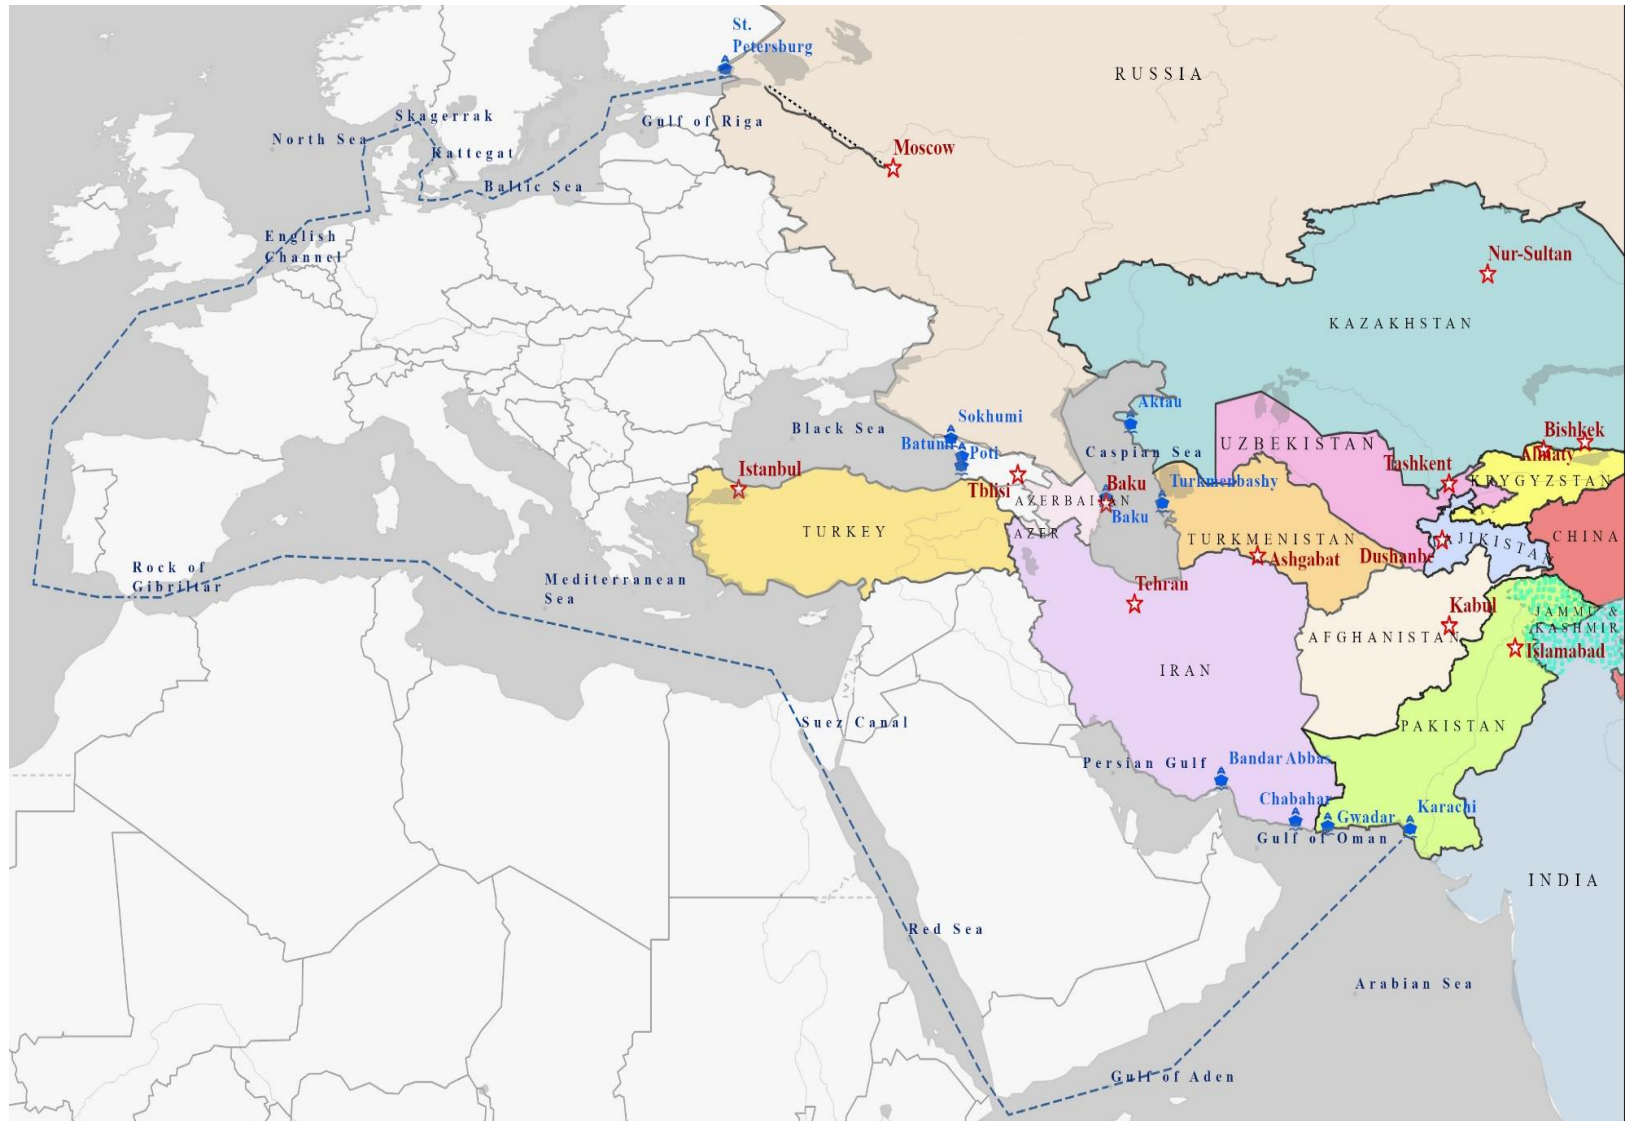 St.
Petersburg
RUSSIA
Skagerrak
North Sea
Gulf of Riga
Moscow
Kattegat
Baltic Sea
English
Channel
Nur-Sultan
KAZAKHSTAN
Aktau
Sokhumi
Black Sea
Batumi
Poti
Caspian Sea
UZBEKISTAN
Bishkek
Almaty
Tashkent
Istanbul
Tblisi
Baku
AZERBAIJAN
Baku
Turkmenbashy
KRYGYZSTAN
TURKEY
AZER
TURKMENISTAN
Ashgabat
Dushanbe
TAJIKISTAN
CHINA
Rock of
Gibriltar
Mediterranean
Sea
Tehran
Kabul
JAMMU &
KASHMIR
AFGHANISTAN
Islamabad
IRAN
Suez Canal
PAKISTAN
Persian Gulf
Bandar Abbas
Chabahar
Gwadar
Karachi
Gulf of Oman
INDIA
Red Sea
Arabian Sea
Gulf of Aden